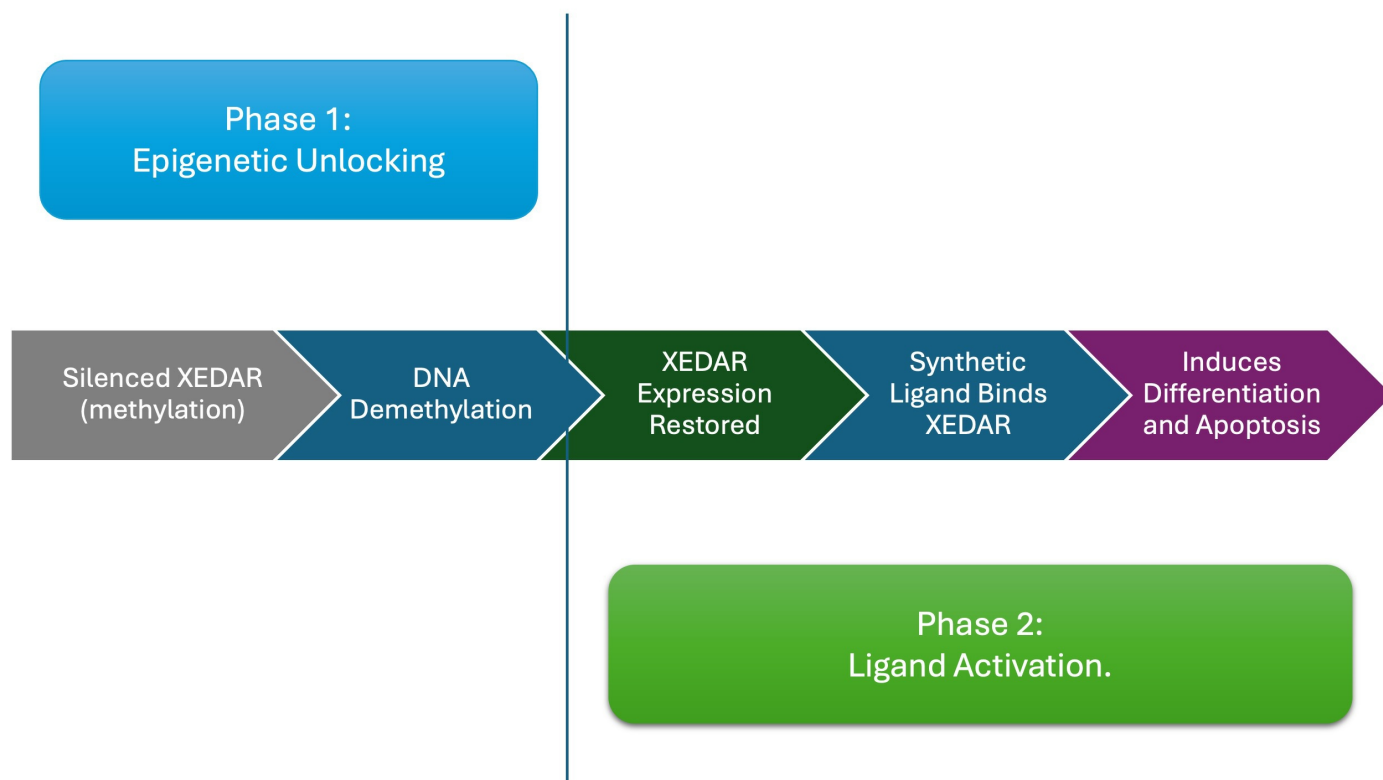 Phase 1:
Epigenetic Unlocking
Silenced XEDAR
(methylation)
DNA
Demethylation
XEDAR
Expression
Restored
Synthetic
Ligand Binds
XEDAR
Induces
Differentiation
and Apoptosis
Phase 2:
Ligand Activation.